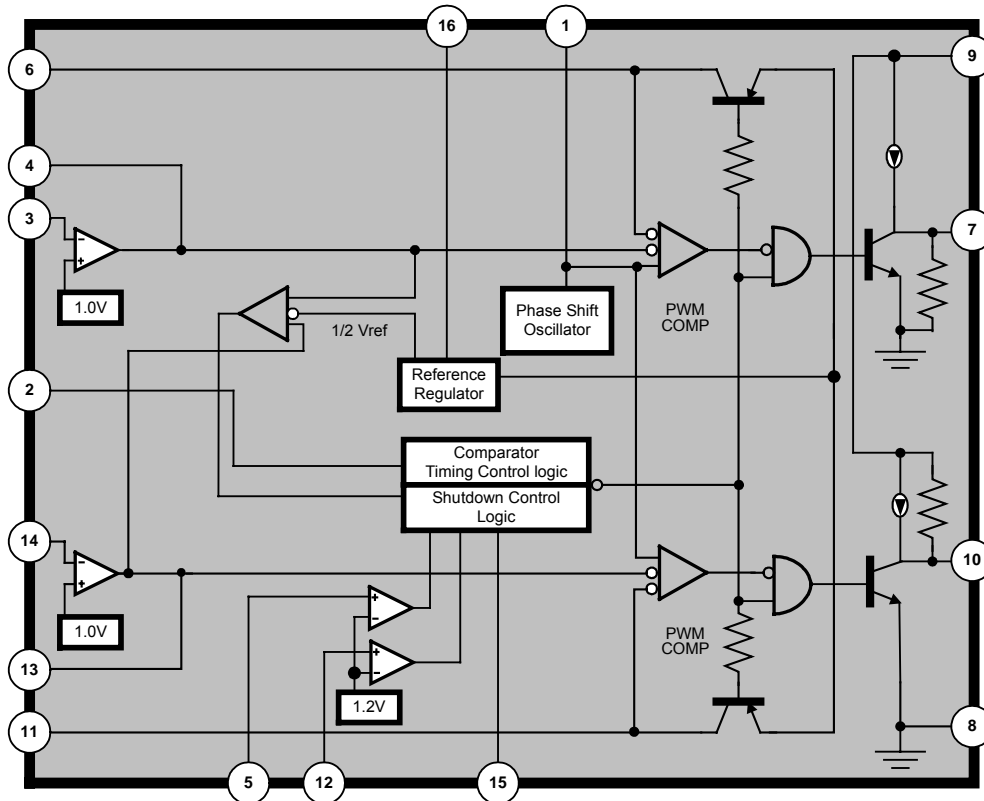 16
1
6
9
4
3
-
+
1.0V
7
1/2 Vref
Phase Shift
Oscillator
PWM
COMP
2
Reference
Regulator
Comparator
Timing Control logic
Shutdown Control
Logic
14
-
+
1.0V
10
+
-
+
-
PWM
COMP
13
1.2V
11
8
5
12
15